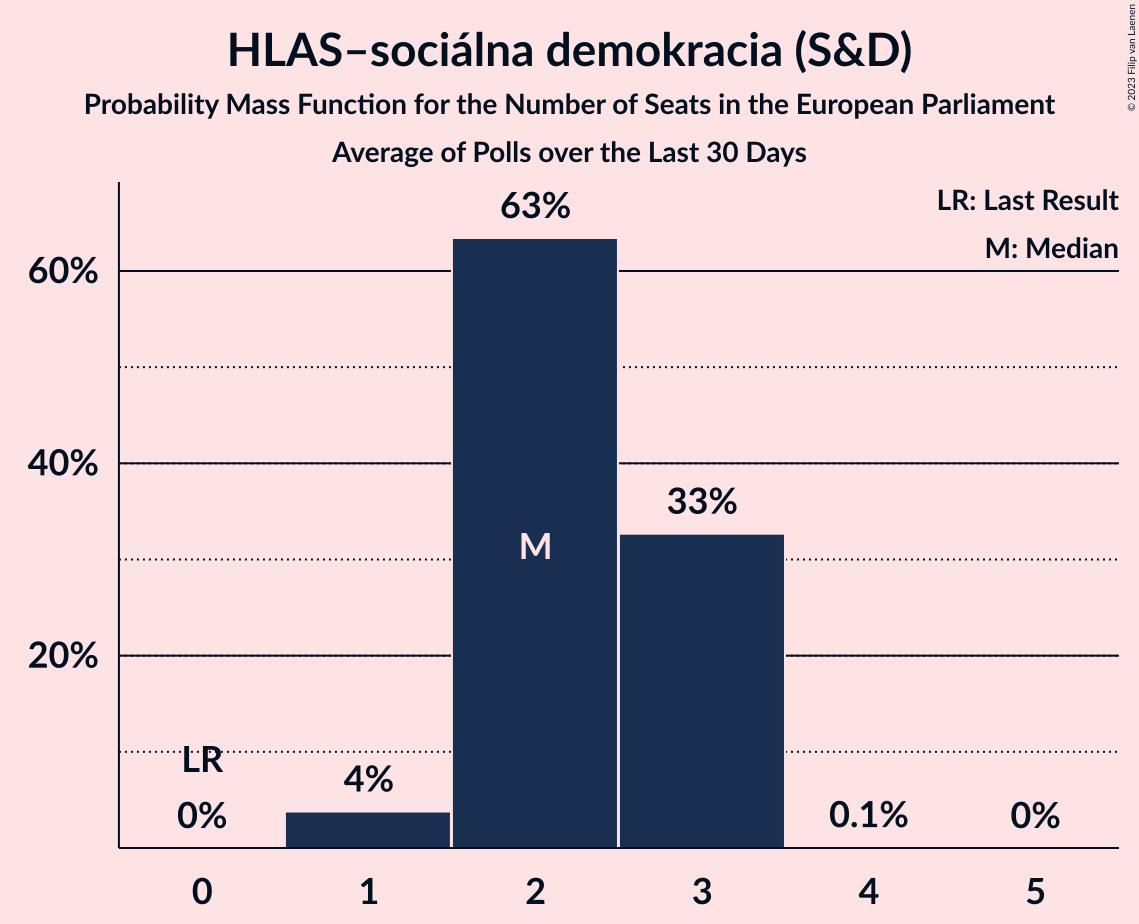 HLAS–sociálna demokracia (S&D)
Probability Mass Function for the Number of Seats in the European Parliament
Average of Polls over the Last 30 Days
© 2023 Filip van Laenen
LR: Last Result
M: Median
63%
60%
40%
33%
M
20%
LR
0%
4%
0.1%
0%
0 1 2 3 4 5